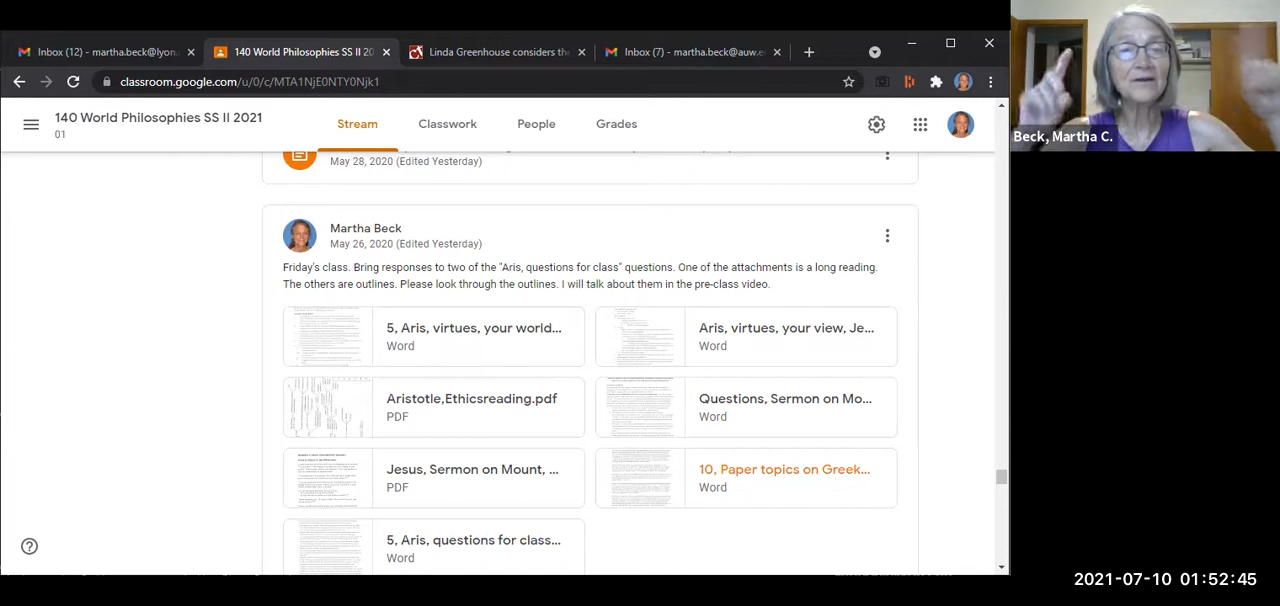 Inbox (12) - martha.beck@lyon.
140 World Philosophies SS II 20
Linda Greenhouse considers the
Inbox (7) - martha.beck@auw.e
classroom.google.com/u/0/c/MTA1NjE0NTY0Njk1
140 World Philosophies SS II 2021
01
Stream
Classwork
People
Grades
Beck, Martha C.
May 28, 2020 (Edited Yesterday)
Martha Beck
May 26, 2020 (Edited Yesterday)
Friday's class. Bring responses to two of the "Aris, questions for class" questions. One of the attachments is a long reading.
The others are outlines. Please look through the outlines. I will talk about them in the pre-class video.
5, Aris, virtues, your world...
Word
Aris, virtues, your view, Je...
Word
Aristotle,Ethicsreading.pdf
Questions, Sermon on Mo...
Word
Jesus, Sermon on Mount, ...
PDF
10, Paragraphs on Greek...
Word
5, Aris, questions for class...
Word
2021-07-10 01:52:45